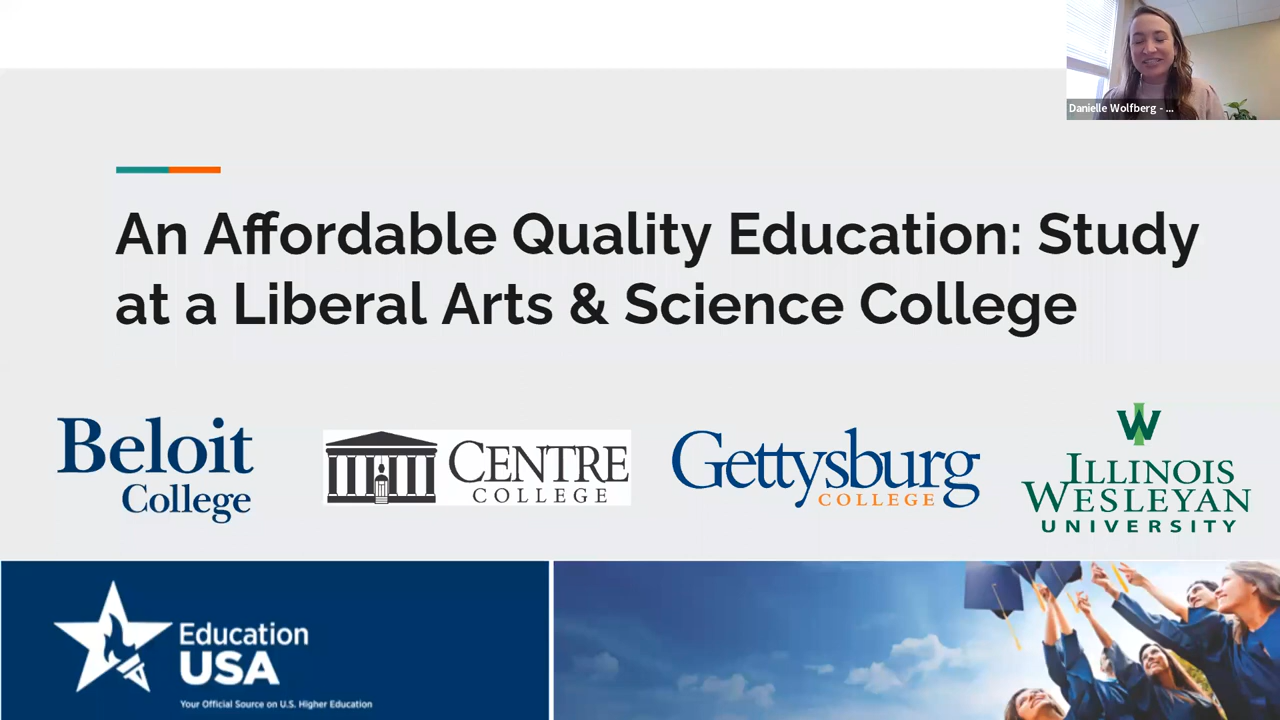 Danielle Wolfberg - ...
An Affordable Quality Education: Study
at a Liberal Arts & Science College
Beloit
College
CENTRE
COLLEGE
Gettysburg
COLLEGE
W
ILLINOIS
WESLEYAN
UNIVERSITY
Education
USA
Your Official Source on U.S. Higher Education